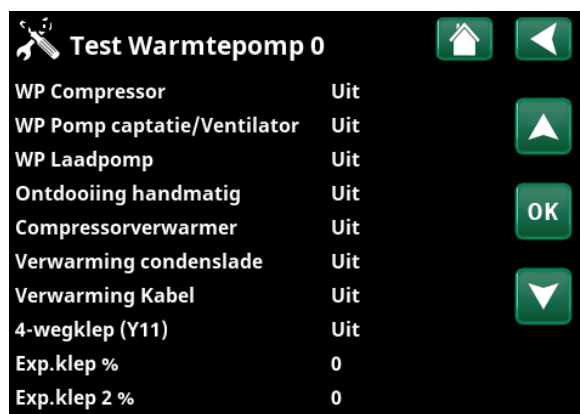 Test Warmtepomp 0
WP Compressor Uit
WP Pomp captatie/Ventilator Uit
WP Laadpomp Uit
Ontdooiing handmatig Uit
OK
Compressorverwarmer Uit
Verwarming condenslade Uit
Verwarming Kabel Uit
4-wegklep (Y11) Uit
Exp.klep % 0
Exp.klep 2 % 0